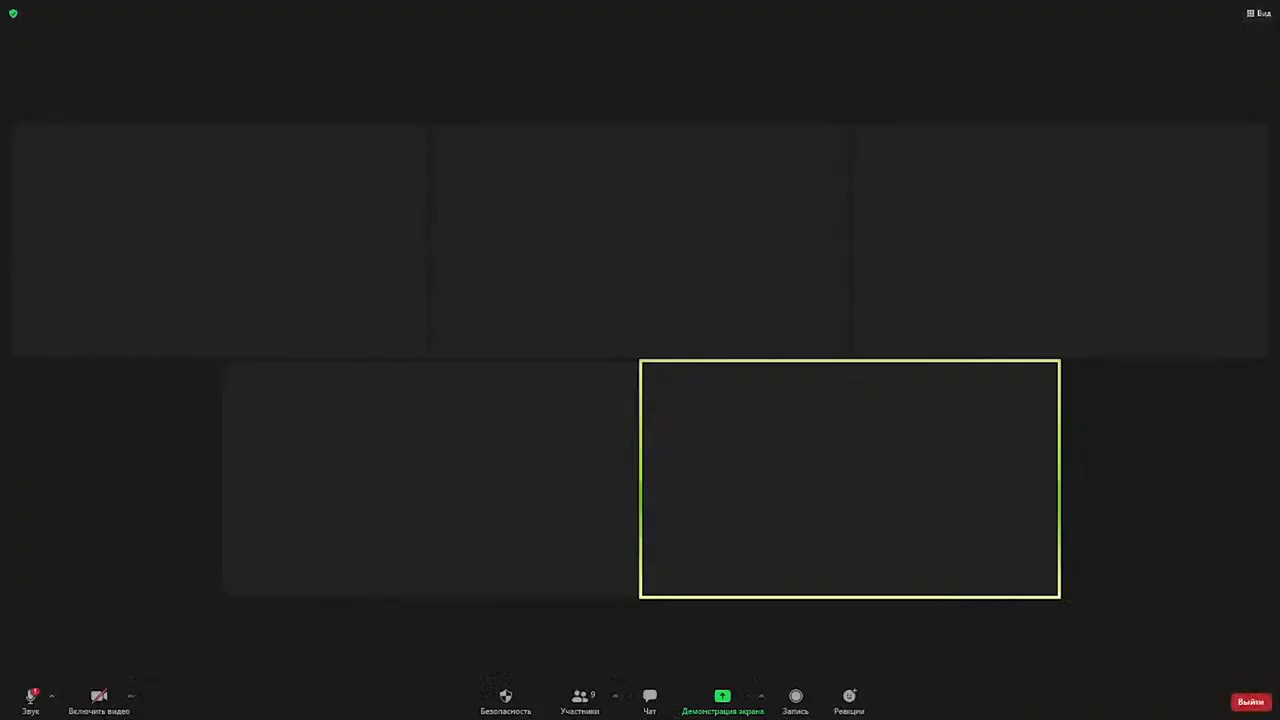 Вид
Звук
Включить видео
Безопасность
9
Участники
Чат
Демонстрация экрана
Запись
Реакции
Выйти